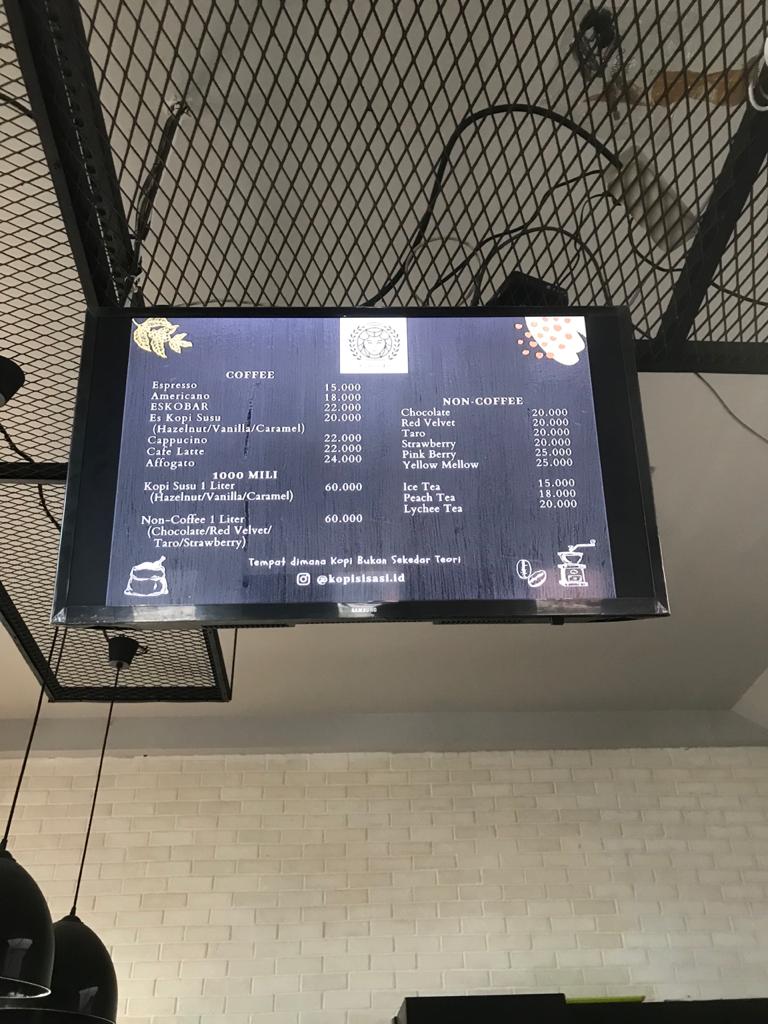 COFFEE
Espresso 15.000
Americano 18.000
ESKOBAR 22.000
Es Kopi Susu 20.000
(Hazelnut/Vanilla/Caramel)
Cappucino 22.000
Cafe Latte 22.000
Affogato 24.000
1000 MILI
Kopi Susu 1 Liter 60.000
(Hazelnut/Vanilla/Caramel)
Non-Coffee 1 Liter 60.000
(Chocolate/Red Velvet/
Taro/Strawberry)
NON-COFFEE
Chocolate 20.000
Red Velvet 20.000
Taro 20.000
Strawberry 20.000
Pink Berry 25.000
Yellow Mellow 25.000
Ice Tea 15.000
Peach Tea 18.000
Lychee Tea 20.000
Tempat dimana Kopi Bukan Sekedar Teori
@kopisisasi.id
SAMSUNG